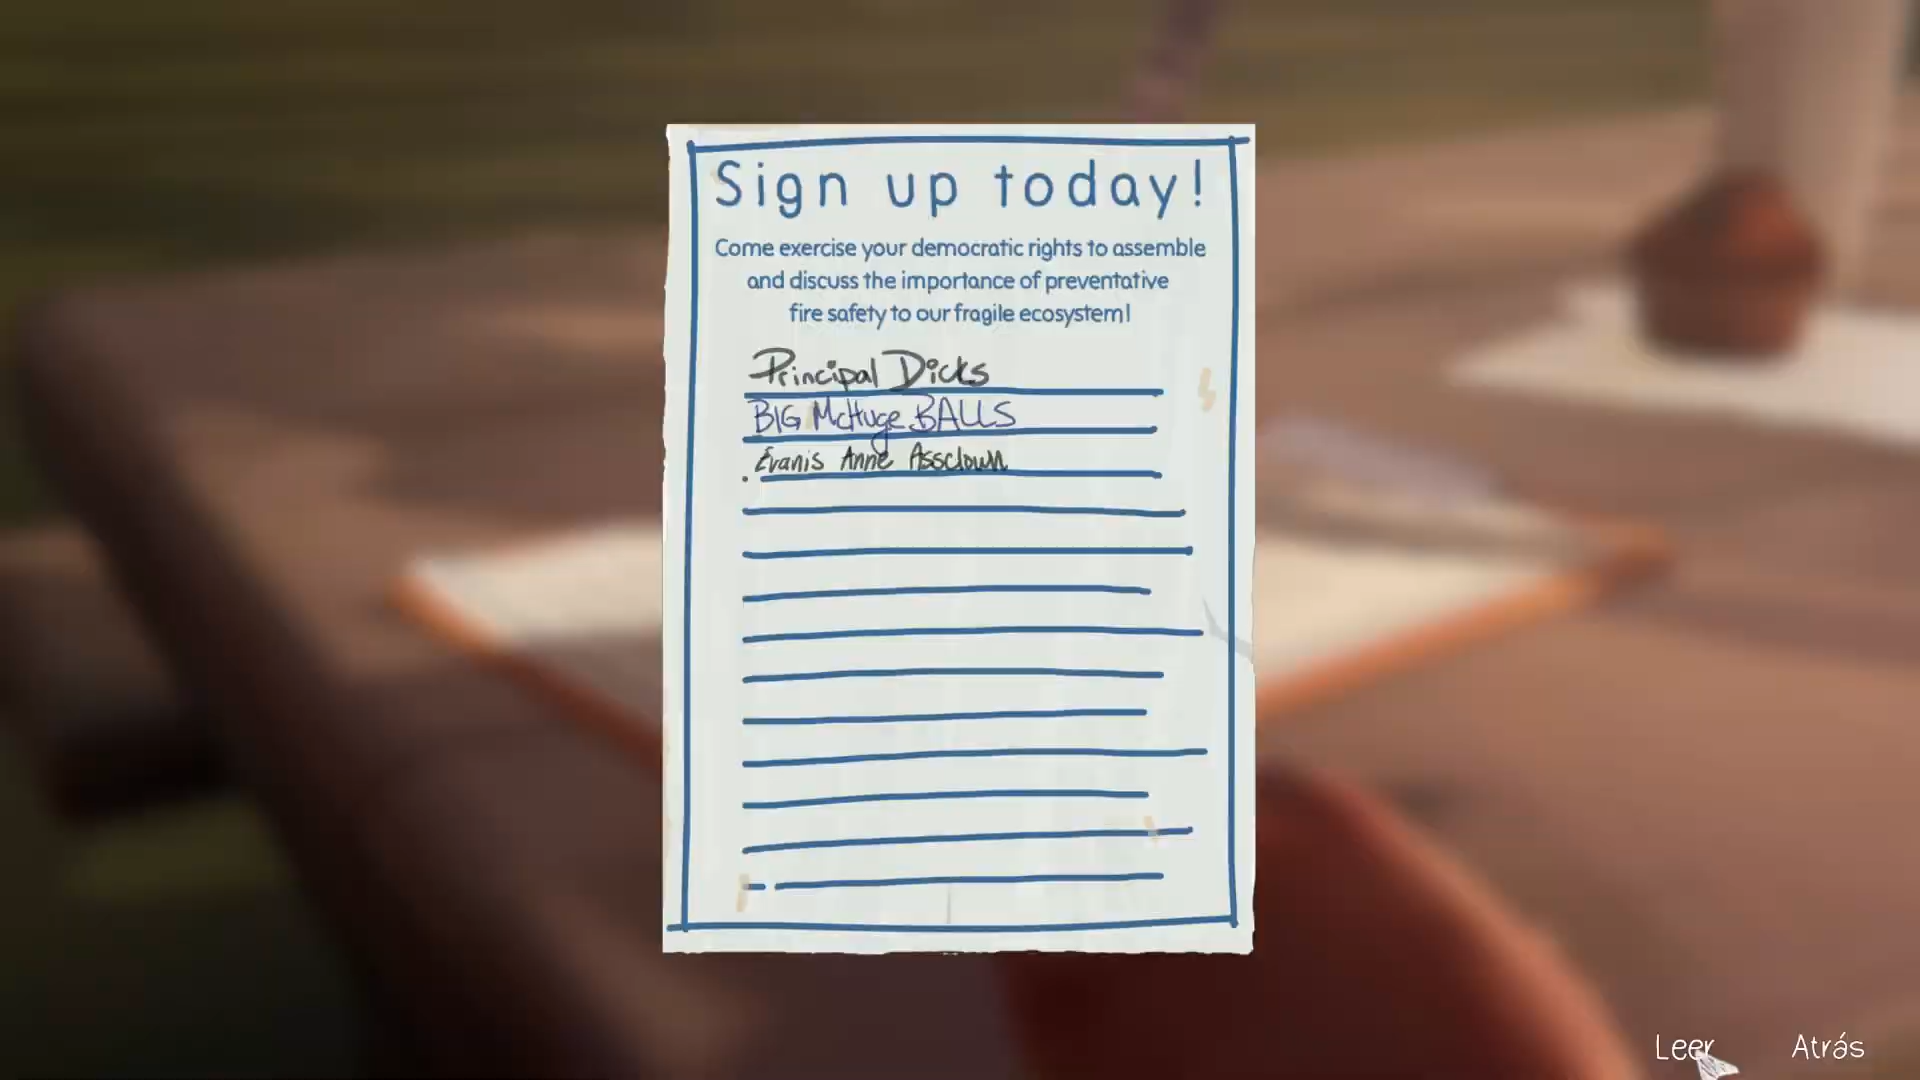 Sign up today!
Come exercise your democratic rights to assemble
and discuss the importance of preventative
fire safety to our fragile ecosystem!
Principal Dicks
BIG McHuge BALLS
Evanis Anne Assclown
Leer Atrás